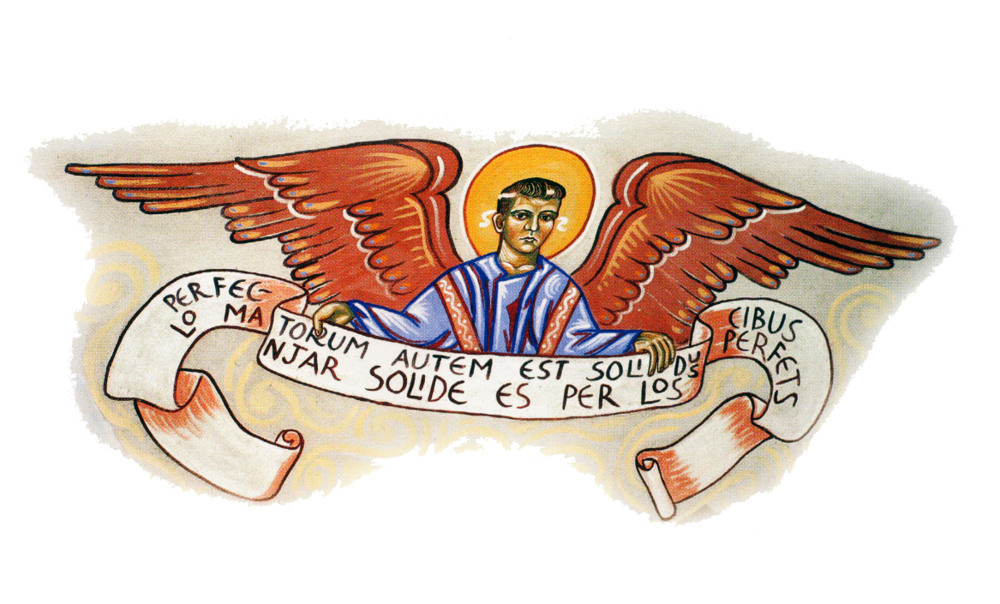 PERFEC-TORUM AUTEM EST SOLIDUS CIBUS
LO MANJAR SOLIDE ES PER LOS PERFETS